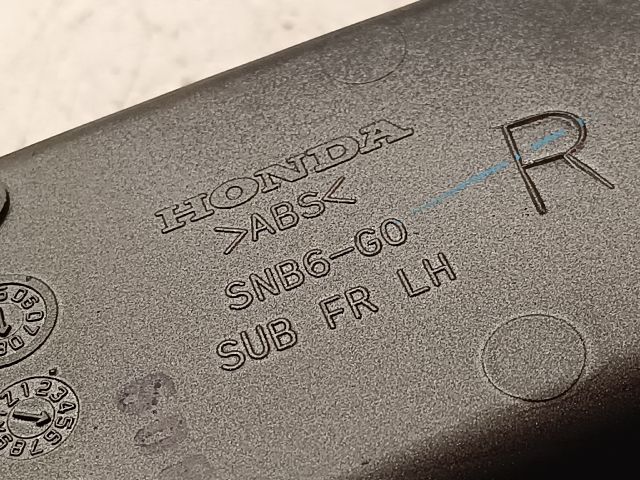 HONDA
>ABS<
SNB6-G0
SUB FR LH
R